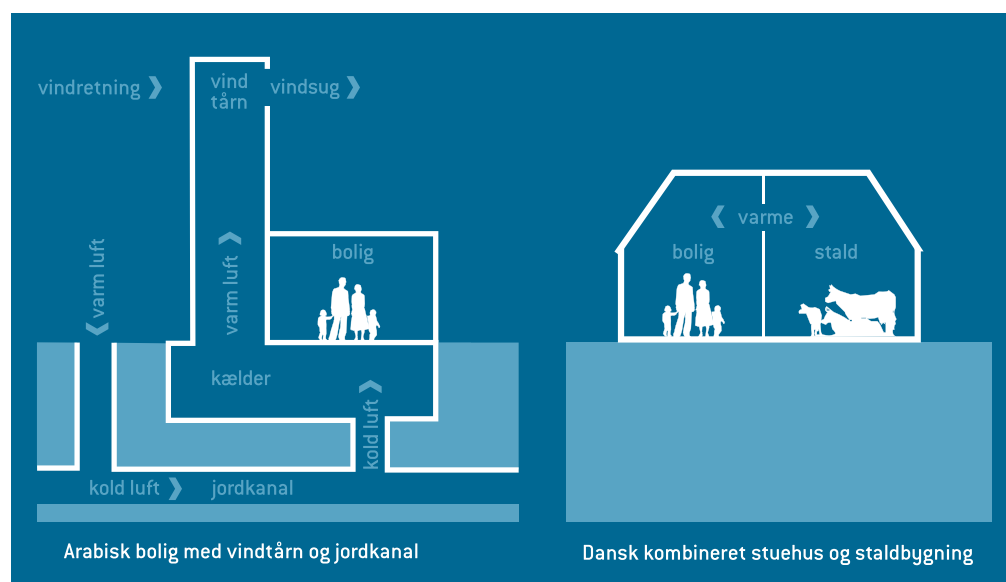 vindretning
vind
tårn
vindsug
varm luft
varm luft
bolig
kælder
kold luft
kold luft
jordkanal
Arabisk bolig med vindtårn og jordkanal
varme
bolig
stald
Dansk kombineret stuehus og staldbygning